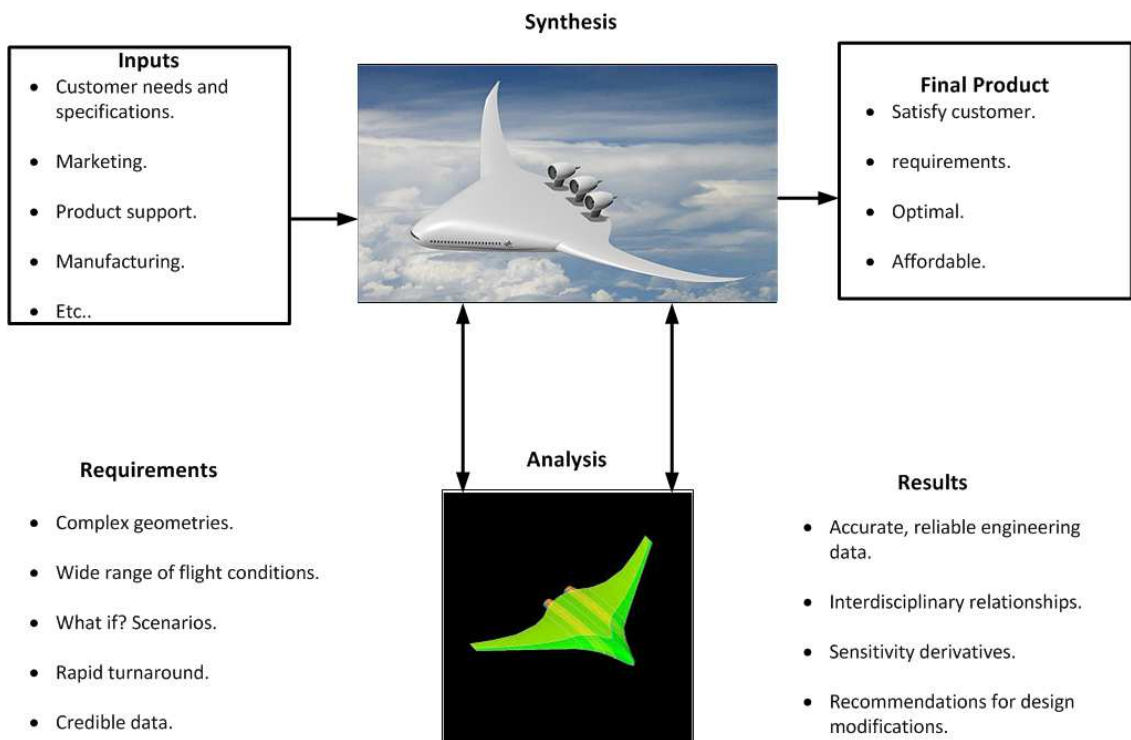 Synthesis
Inputs
• Customer needs and
specifications.
• Marketing.
• Product support.
• Manufacturing.
• Etc..
Final Product
• Satisfy customer.
• requirements.
• Optimal.
• Affordable.
Requirements
• Complex geometries.
• Wide range of flight conditions.
• What if? Scenarios.
• Rapid turnaround.
• Credible data.
Analysis
Results
• Accurate, reliable engineering
data.
• Interdisciplinary relationships.
• Sensitivity derivatives.
• Recommendations for design
modifications.